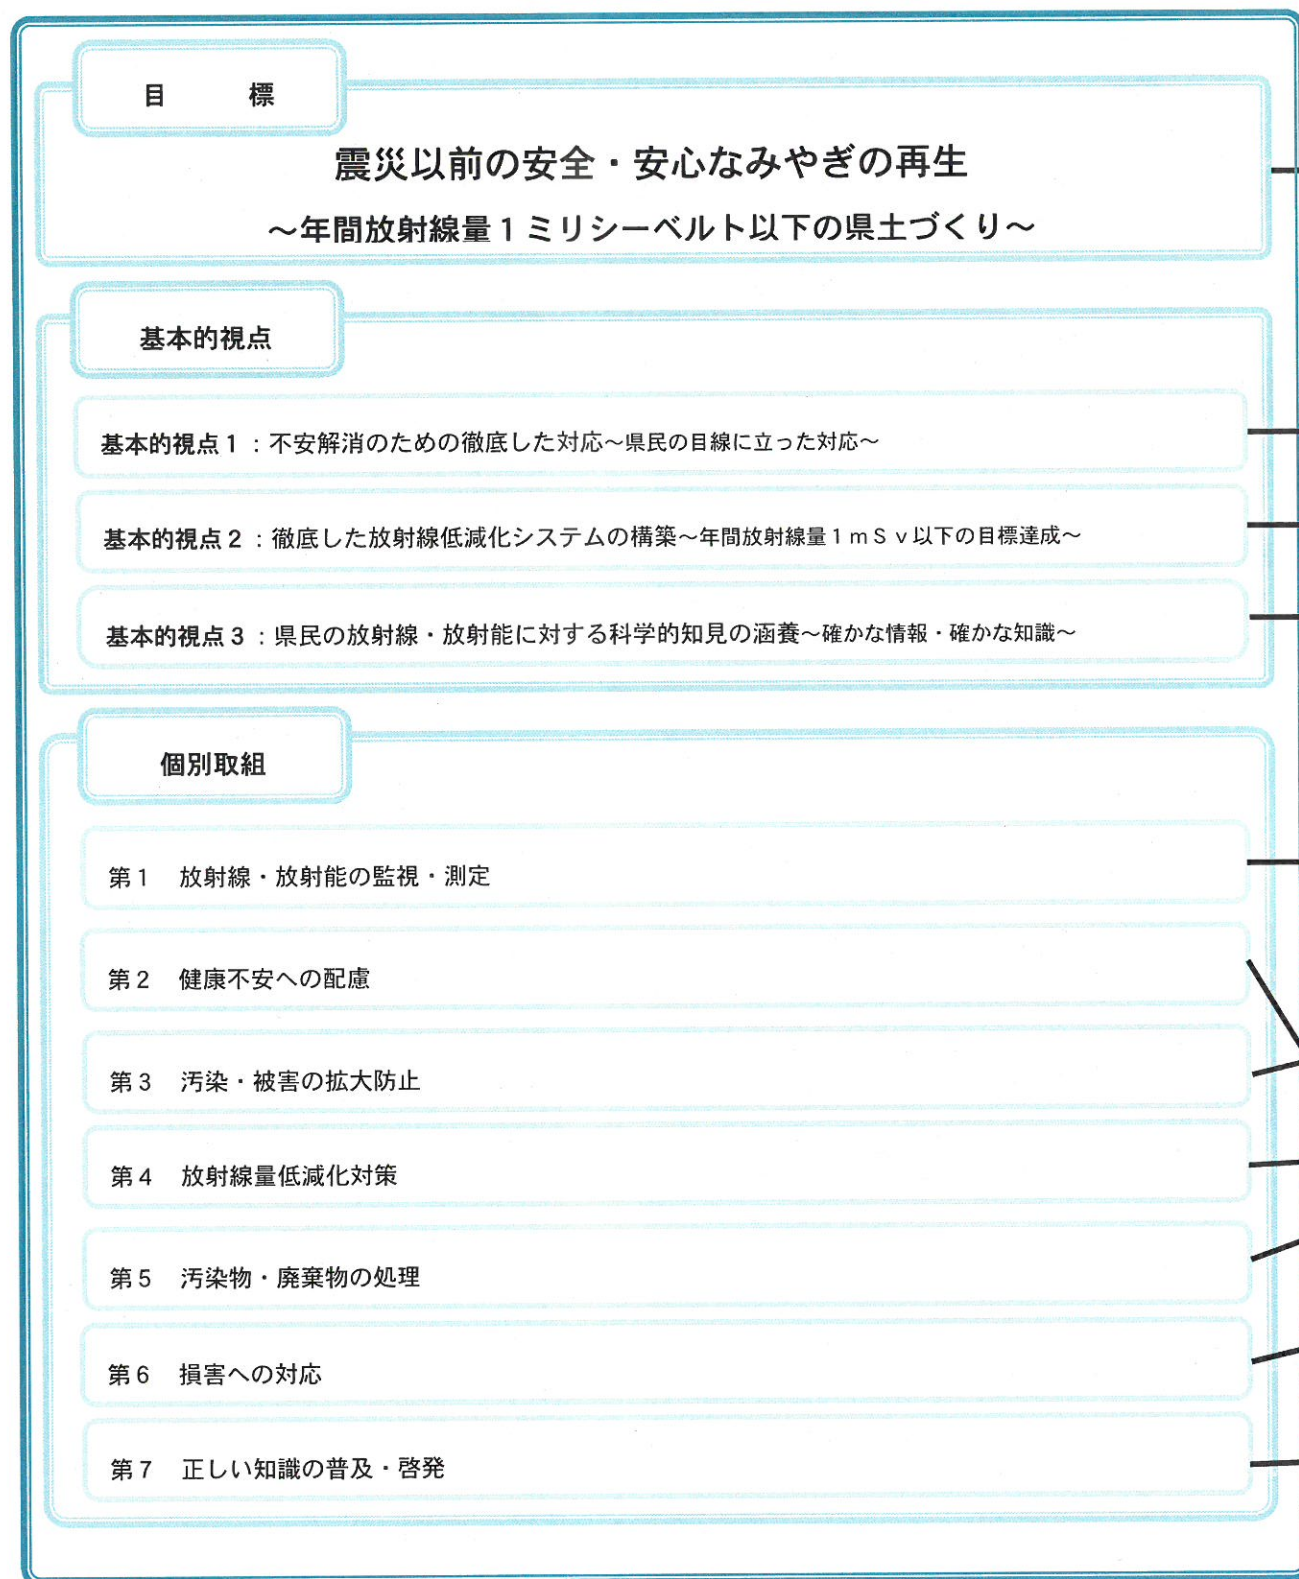 目　標
震災以前の安全・安心なみやぎの再生
～年間放射線量１ミリシーベルト以下の県土づくり～
基本的視点
基本的視点１：不安解消のための徹底した対応～県民の目線に立った対応～
基本的視点２：徹底した放射線低減化システムの構築～年間放射線量１ｍＳｖ以下の目標達成～
基本的視点３：県民の放射線・放射能に対する科学的知見の涵養～確かな情報・確かな知識～
個別取組
第１　放射線・放射能の監視・測定
第２　健康不安への配慮
第３　汚染・被害の拡大防止
第４　放射線量低減化対策
第５　汚染物・廃棄物の処理
第６　損害への対応
第７　正しい知識の普及・啓発